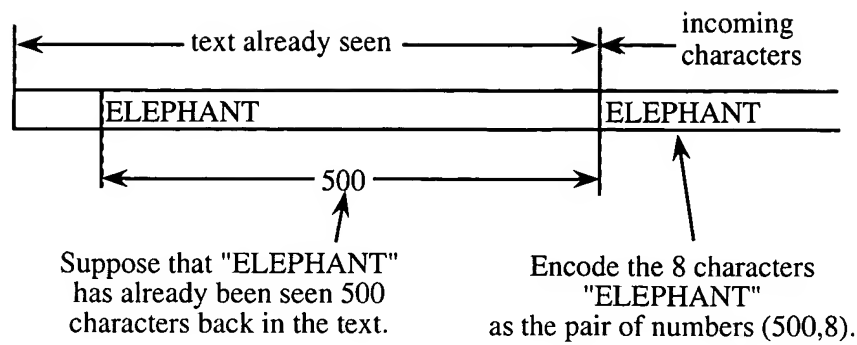 text already seen
incoming
characters
ELEPHANT
ELEPHANT
500
Suppose that "ELEPHANT"
has already been seen 500
characters back in the text.
Encode the 8 characters
"ELEPHANT"
as the pair of numbers (500,8).